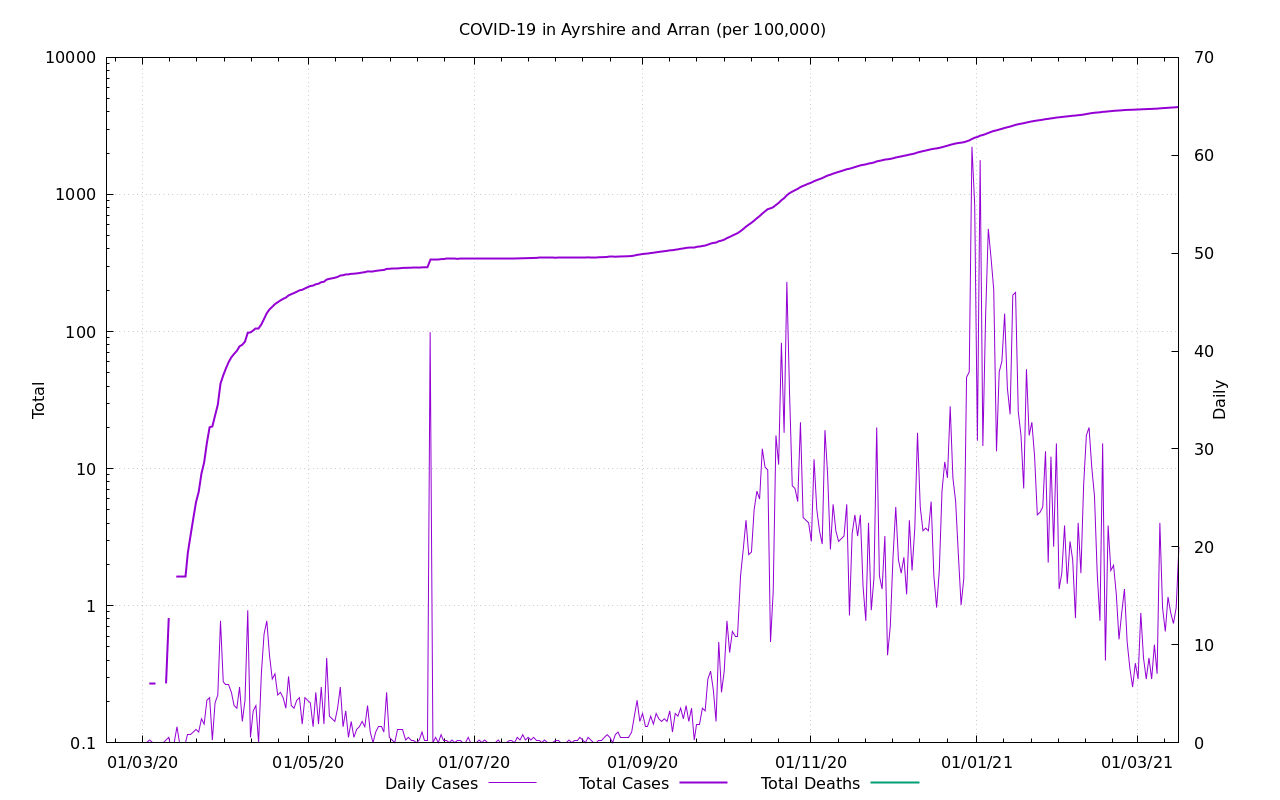 COVID-19 in Ayrshire and Arran (per 100,000)
10000
1000
100
10
1
0.1
Total
70
60
50
40
30
20
10
0
Daily
01/03/20 01/05/20 01/07/20 01/09/20 01/11/20 01/01/21 01/03/21
Daily Cases Total Cases Total Deaths